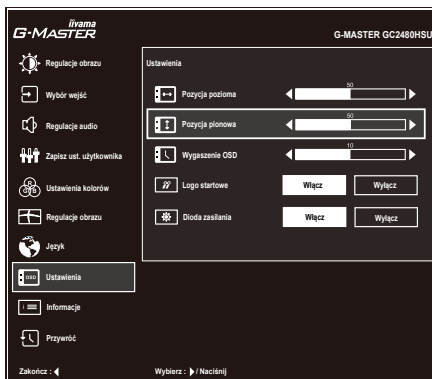 iiyama
G-MASTER
G-MASTER GC2480HSU
Regulacje obrazu
Wybór wejść
Regulacje audio
Zapisz ust. użytkownika
Ustawienia kolorów
R
G B
Regulacje obrazu
Język
OSD
Ustawienia
Informacje
Przywróć
Ustawienia
Pozycja pozioma
50
Pozycja pionowa
50
Wygaszenie OSD
10
Logo startowe
Włącz
Wyłącz
Dioda zasilania
Włącz
Wyłącz
Zakończ :
Wybierz : / Naciśnij